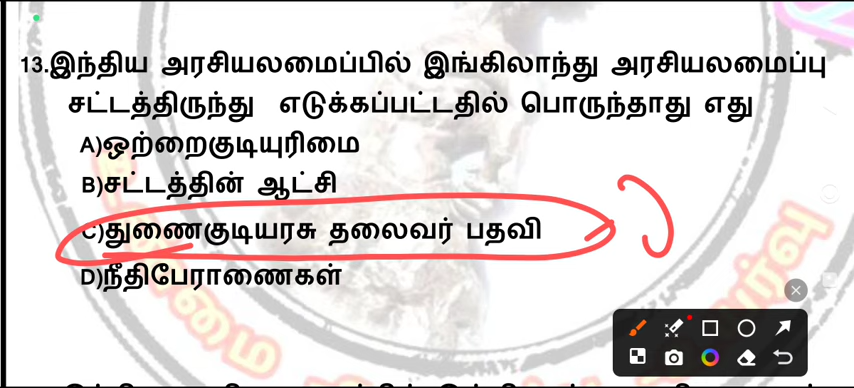 13.இந்திய அரசியலமைப்பில் இங்கிலாந்து அரசியலமைப்பு
சட்டத்திருந்து எடுக்கப்பட்டதில் பொருந்தாது எது
A)ஒற்றைகுடியுரிமை
B)சட்டத்தின் ஆட்சி
C)துணைகுடியரசு தலைவர் பதவி
D)நீதிபேராணைகள்